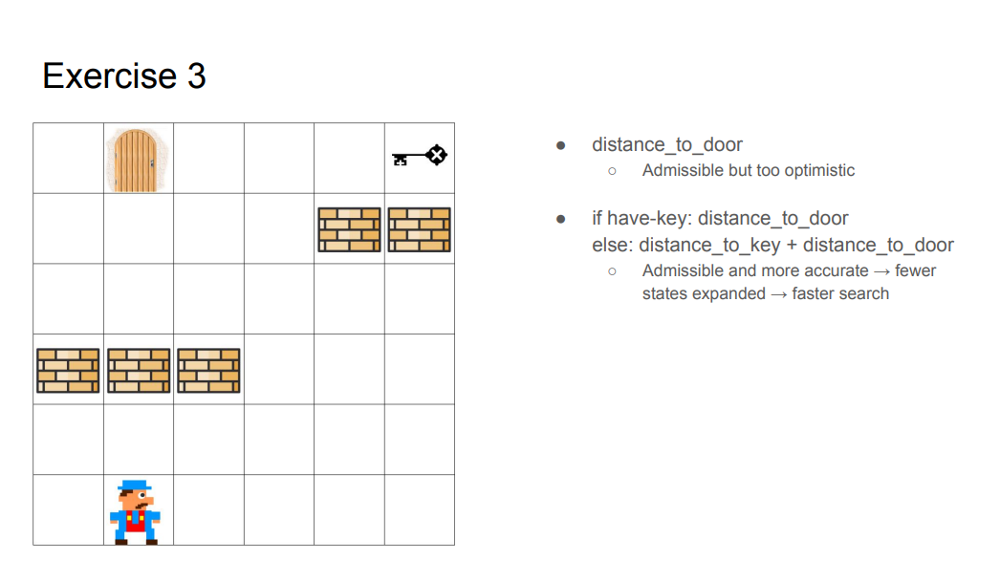 Exercise 3
● distance_to_door
○ Admissible but too optimistic
● if have-key: distance_to_door
else: distance_to_key + distance_to_door
○ Admissible and more accurate → fewer
states expanded → faster search